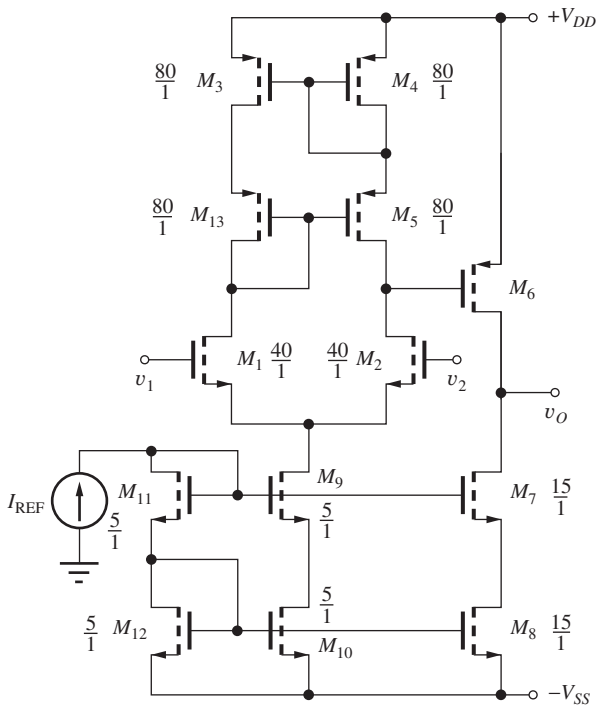 +V_DD
80/1 M_3 M_4 80/1
80/1 M_13 M_5 80/1
M_6
v_1 M_1 40/1 40/1 M_2 v_2
v_O
I_REF M_11 5/1 M_9 5/1 M_7 15/1
5/1 M_12 5/1 M_10 M_8 15/1
−V_SS